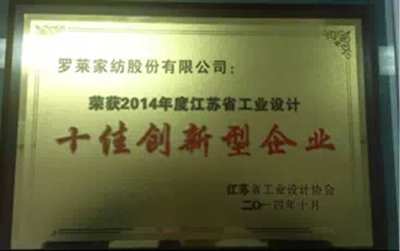 罗莱家纺股份有限公司：
荣获2014年度江苏省工业设计
十佳创新型企业
江苏省工业设计协会
二〇一四年十月